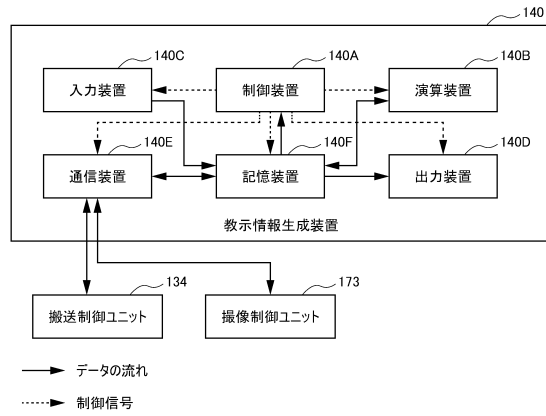 140
140C
140A
140B
入力装置
制御装置
演算装置
140E
140F
140D
通信装置
記憶装置
出力装置
教示情報生成装置
134
173
搬送制御ユニット
撮像制御ユニット
データの流れ
制御信号